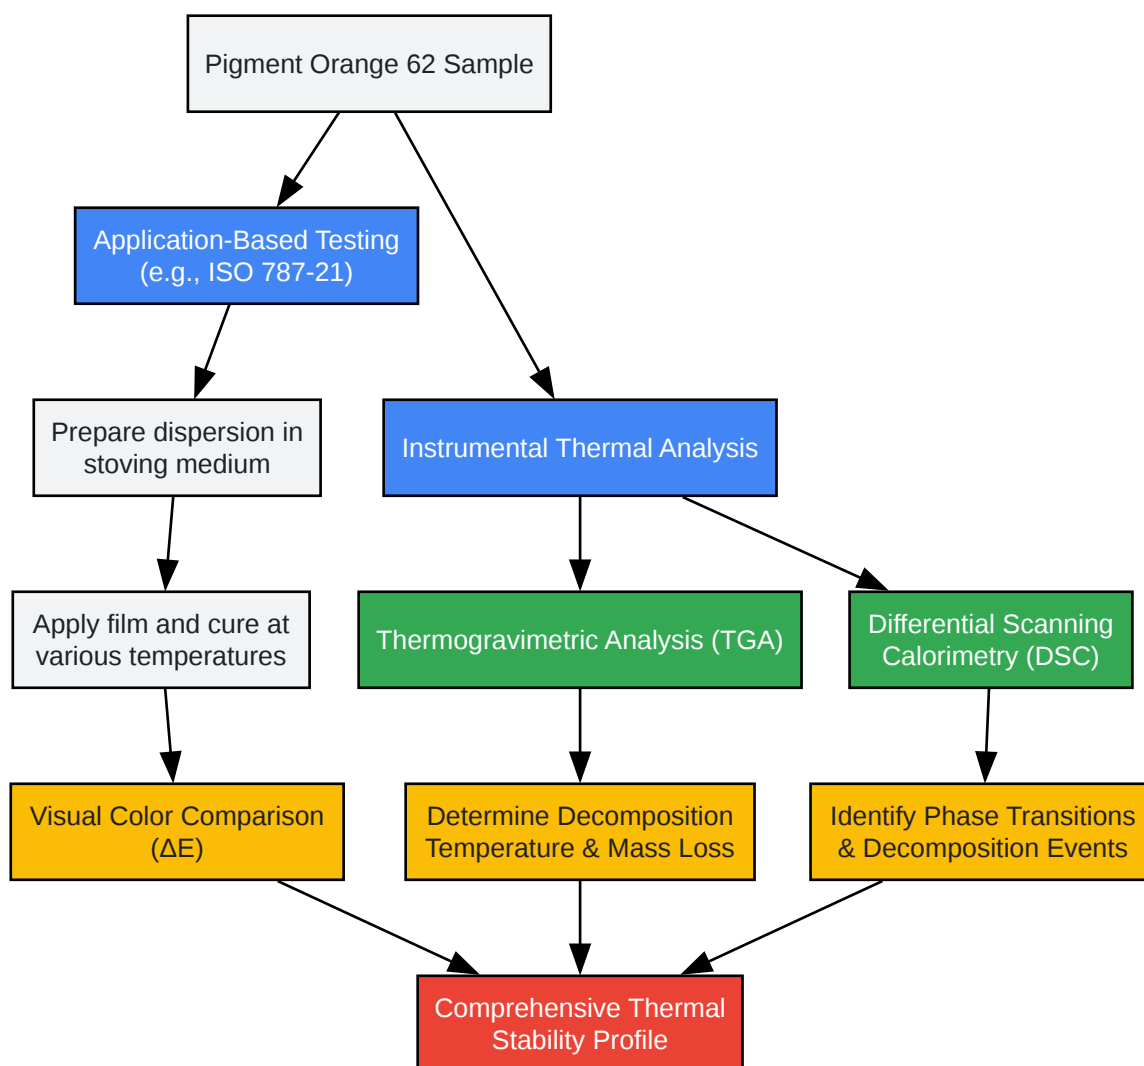 Pigment Orange 62 Sample
Application-Based Testing
(e.g., ISO 787-21)
Prepare dispersion in
stoving medium
Instrumental Thermal Analysis
Apply film and cure at
various temperatures
Thermogravimetric Analysis (TGA)
Differential Scanning
Calorimetry (DSC)
Visual Color Comparison
(ΔE)
Determine Decomposition
Temperature & Mass Loss
Identify Phase Transitions
& Decomposition Events
Comprehensive Thermal
Stability Profile